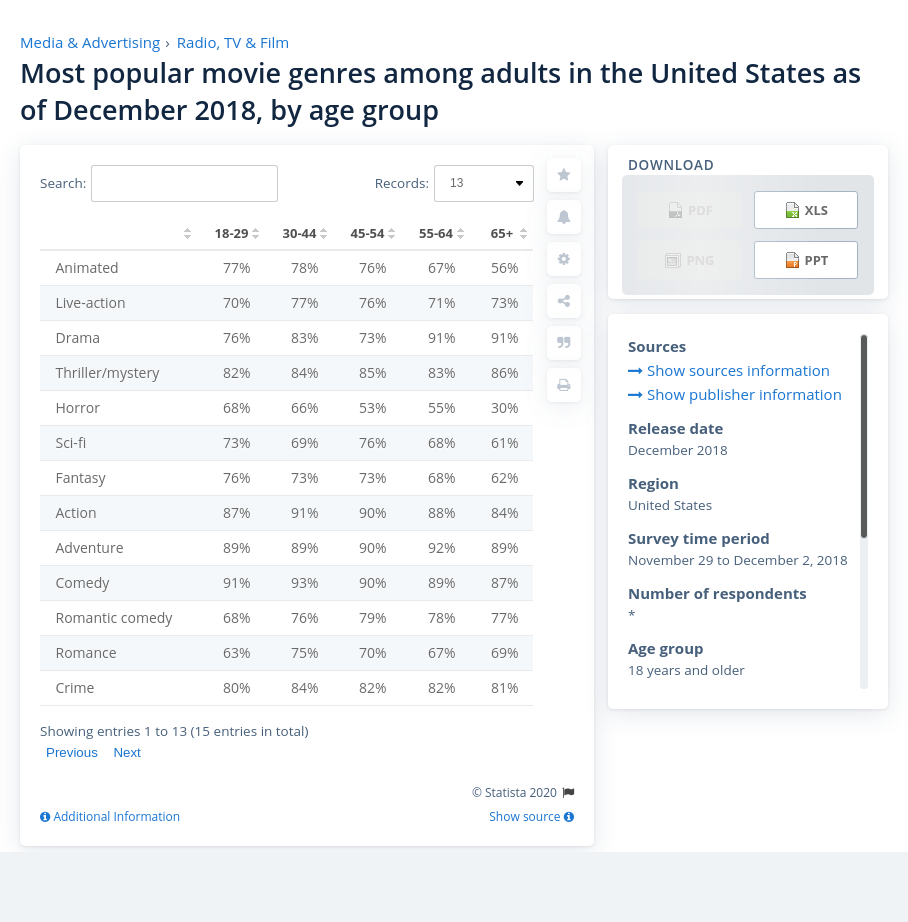 Media & Advertising › Radio, TV & Film
Most popular movie genres among adults in the United States as
of December 2018, by age group
Search:
Records: 13
18-29 30-44 45-54 55-64 65+
Animated 77% 78% 76% 67% 56%
Live-action 70% 77% 76% 71% 73%
Drama 76% 83% 73% 91% 91%
Thriller/mystery 82% 84% 85% 83% 86%
Horror 68% 66% 53% 55% 30%
Sci-fi 73% 69% 76% 68% 61%
Fantasy 76% 73% 73% 68% 62%
Action 87% 91% 90% 88% 84%
Adventure 89% 89% 90% 92% 89%
Comedy 91% 93% 90% 89% 87%
Romantic comedy 68% 76% 79% 78% 77%
Romance 63% 75% 70% 67% 69%
Crime 80% 84% 82% 82% 81%
Showing entries 1 to 13 (15 entries in total)
Previous Next
© Statista 2020
Additional Information Show source
DOWNLOAD
PDF XLS
PNG PPT
Sources
Show sources information
Show publisher information
Release date
December 2018
Region
United States
Survey time period
November 29 to December 2, 2018
Number of respondents
*
Age group
18 years and older